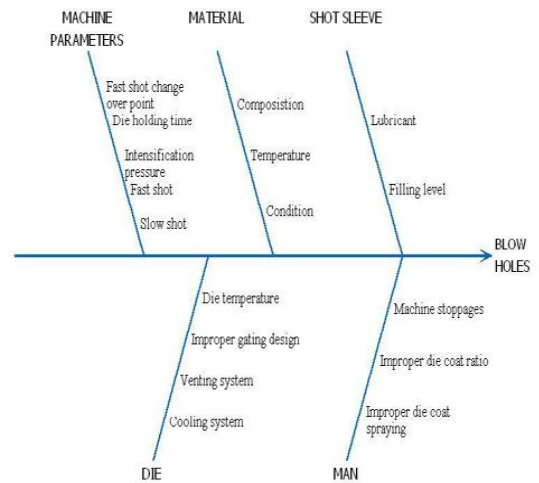 MACHINE
PARAMETERS
MATERIAL
SHOT SLEEVE
Fast shot change
over point
Die holding time
Intensification
pressure
Fast shot
Slow shot
Composistion
Temperature
Condition
Lubricant
Filling level
BLOW
HOLES
Die temperature
Improper gating design
Venting system
Cooling system
Machine stoppages
Improper die coat ratio
Improper die coat
spraying
DIE
MAN